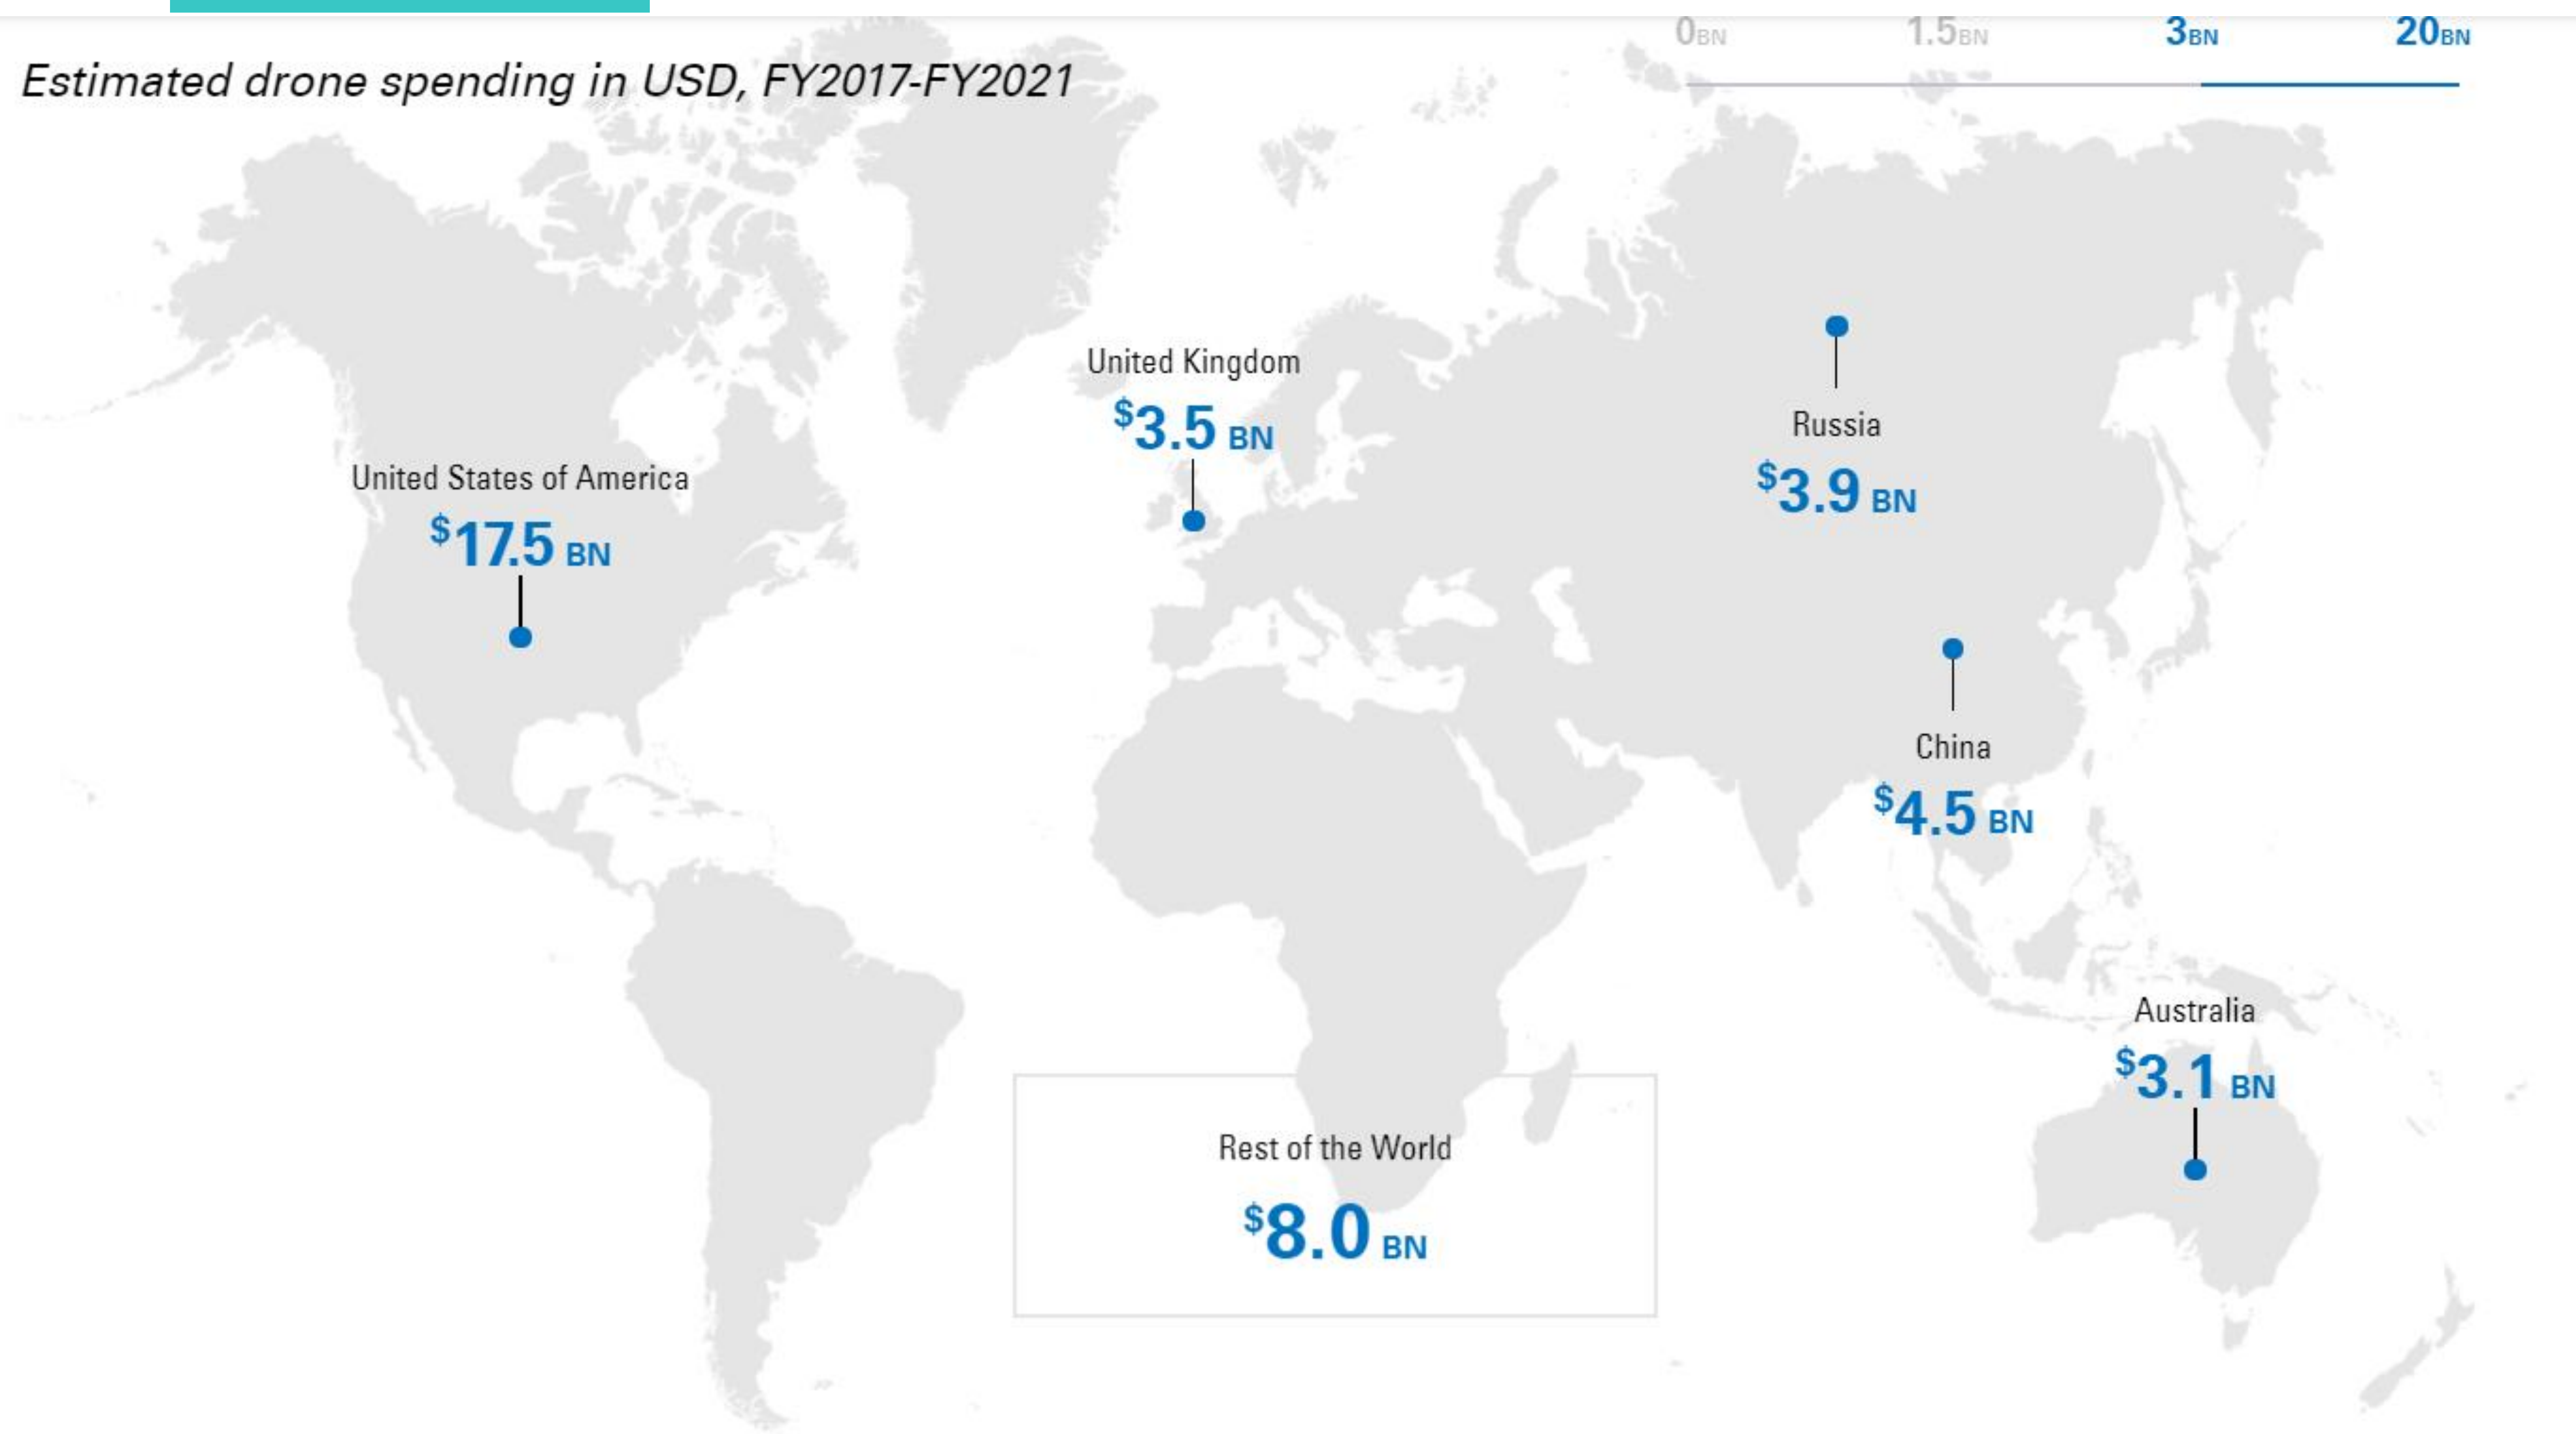 0BN 1.5BN 3BN 20BN
Estimated drone spending in USD, FY2017-FY2021
United Kingdom
$3.5 BN
Russia
$3.9 BN
United States of America
$17.5 BN
China
$4.5 BN
Australia
$3.1 BN
Rest of the World
$8.0 BN